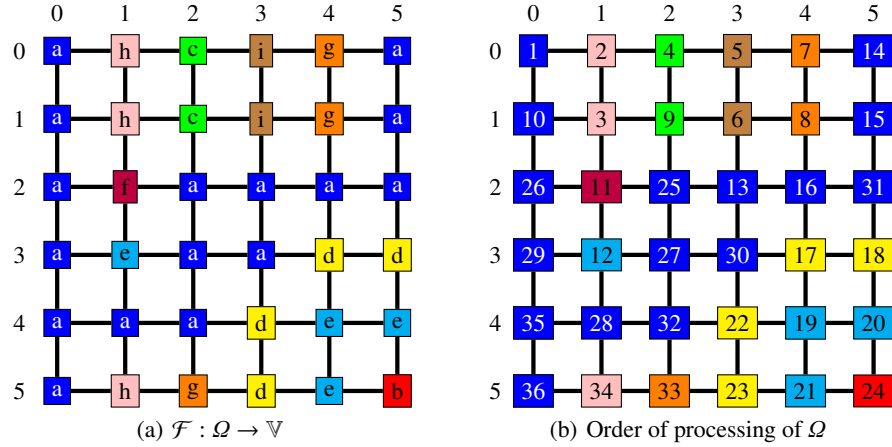 0 1 2 3 4 5
0 a h c i g a
1 a h c i g a
2 a f a a a a
3 a e a a d d
4 a a a d e e
5 a h g d e b
(a) ℱ : Ω → 𝕍
0 1 2 3 4 5
0 1 2 4 5 7 14
1 10 3 9 6 8 15
2 26 11 25 13 16 31
3 29 12 27 30 17 18
4 35 28 32 22 19 20
5 36 34 33 23 21 24
(b) Order of processing of Ω